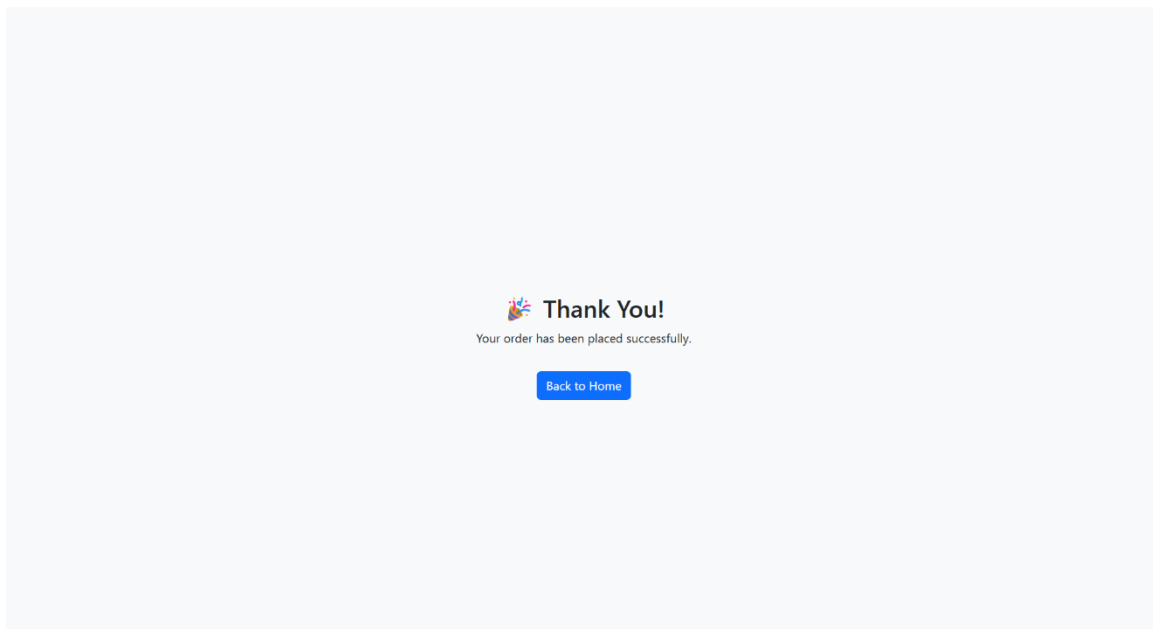 🎉 Thank You!
Your order has been placed successfully.
Back to Home